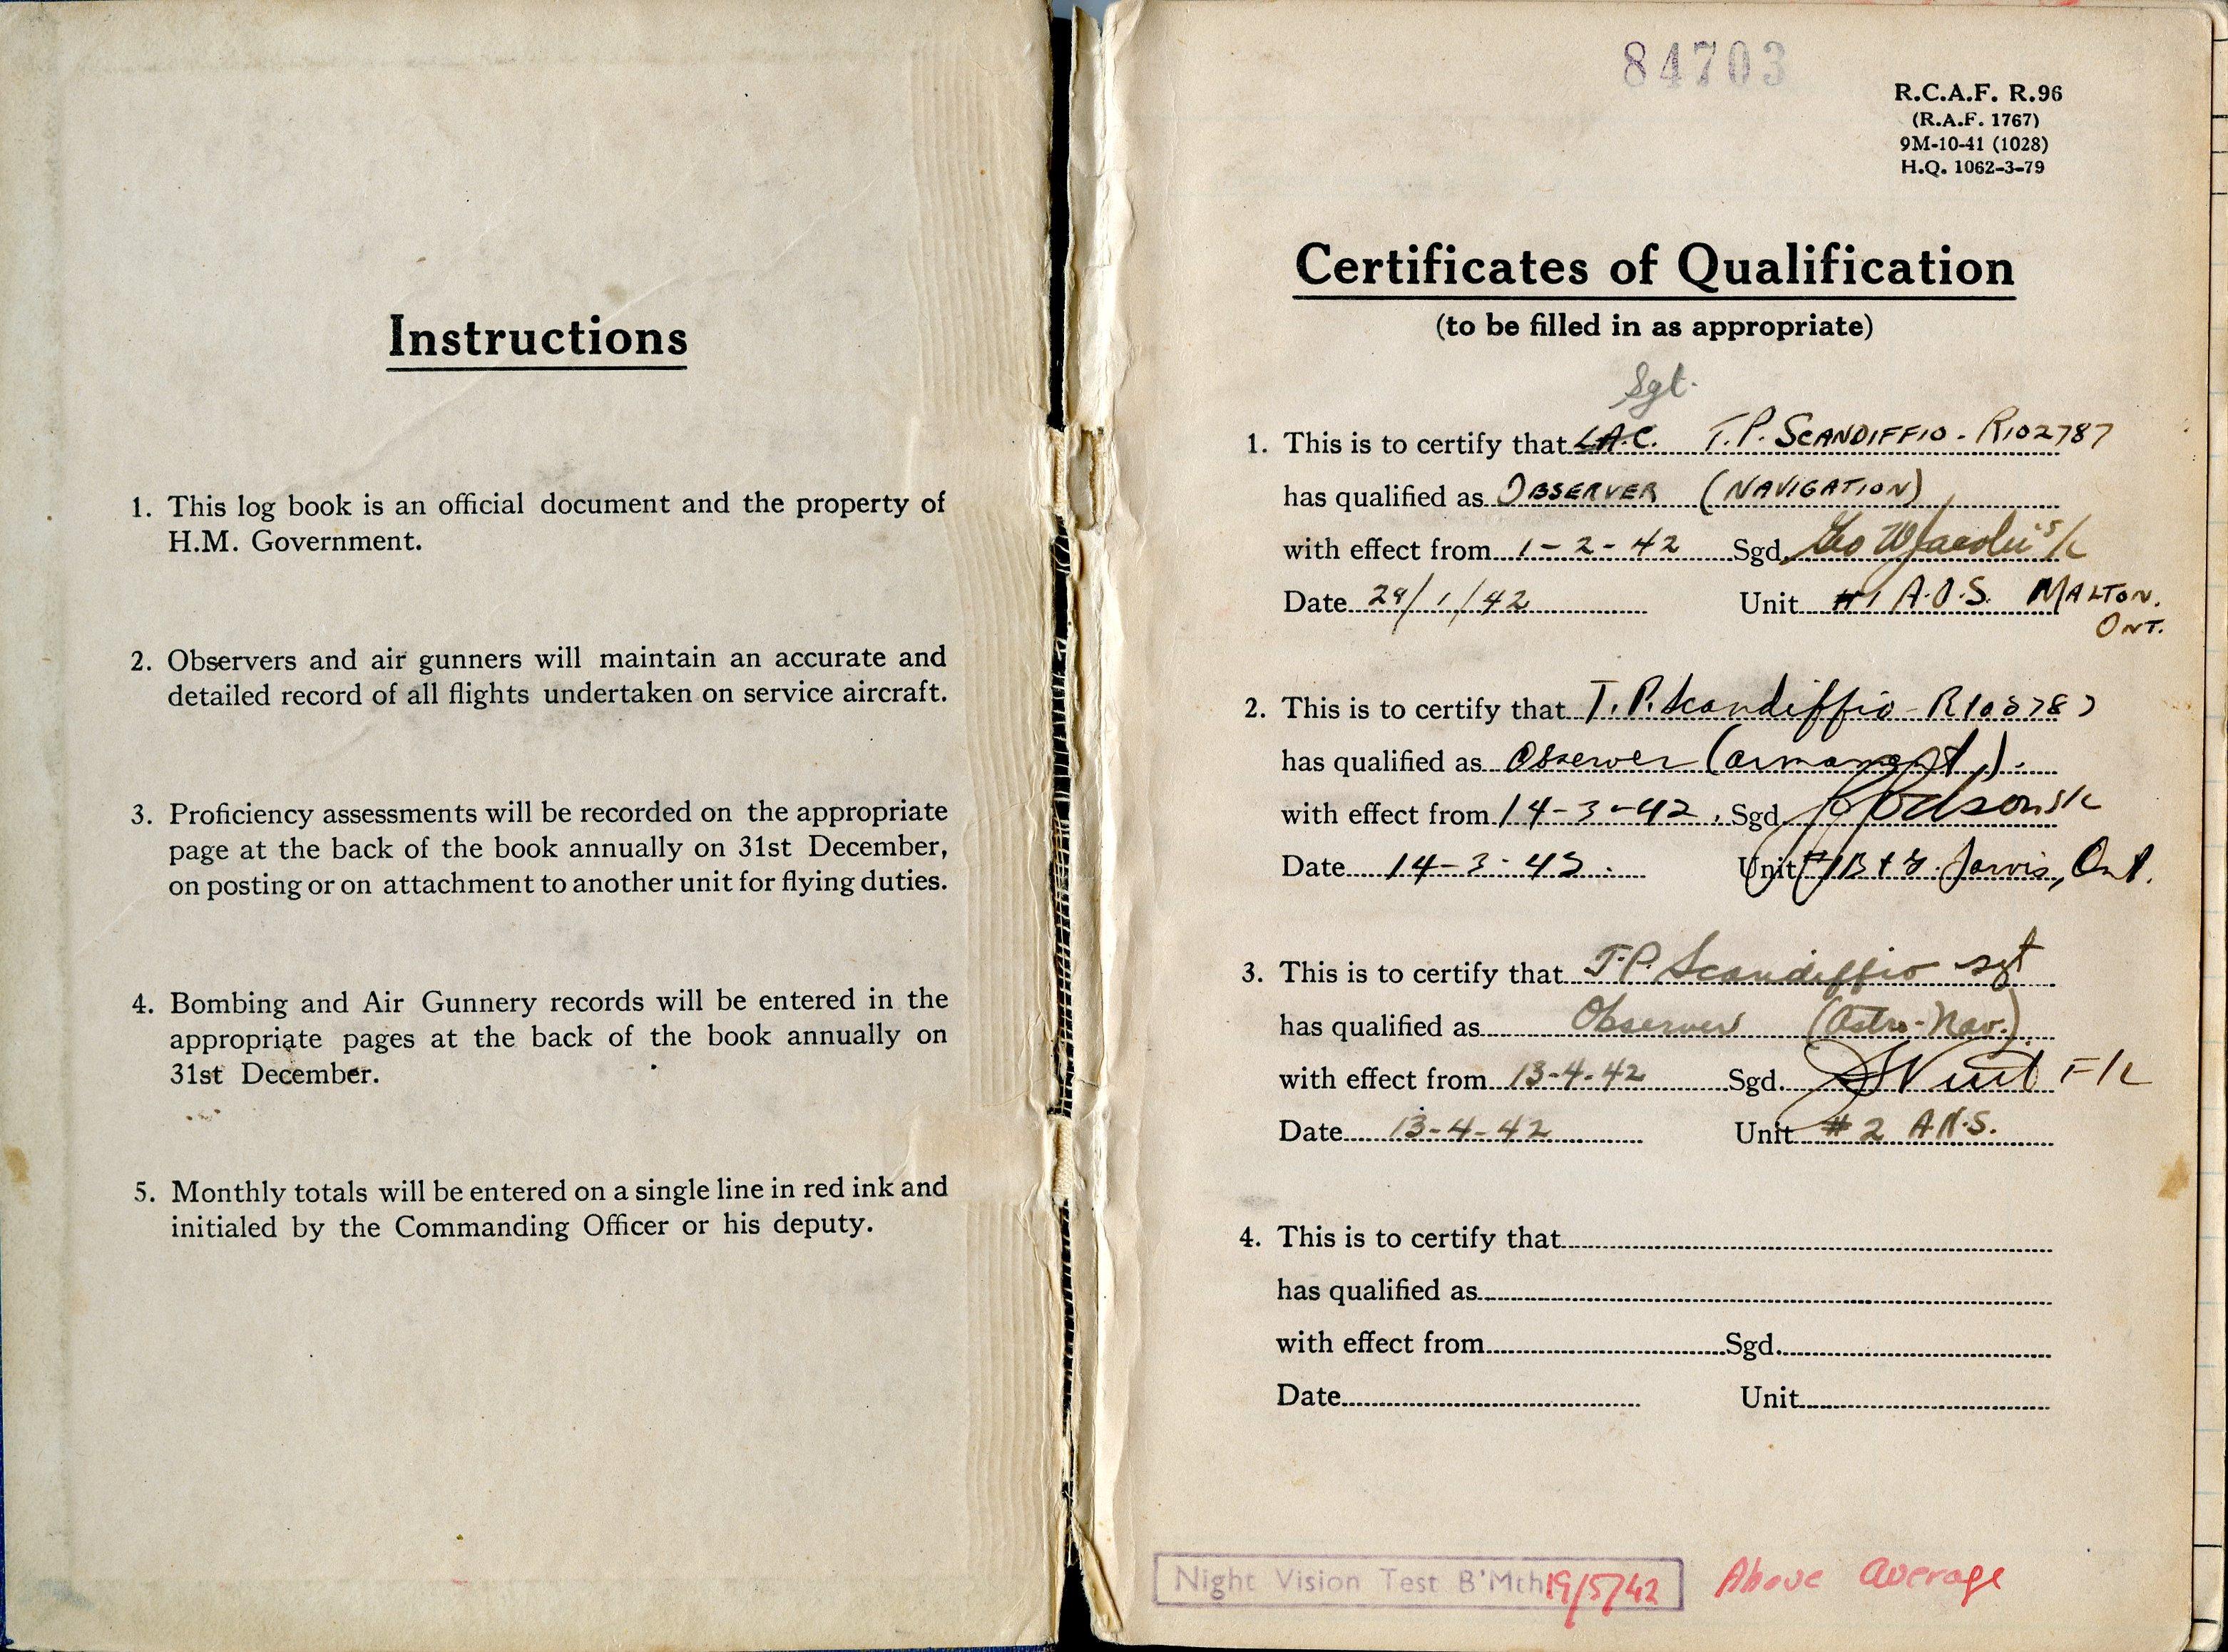 Instructions
1. This log book is an official document and the property of
H.M. Government.
2. Observers and air gunners will maintain an accurate and
detailed record of all flights undertaken on service aircraft.
3. Proficiency assessments will be recorded on the appropriate
page at the back of the book annually on 31st December,
on posting or on attachment to another unit for flying duties.
4. Bombing and Air Gunnery records will be entered in the
appropriate pages at the back of the book annually on
31st December.
5. Monthly totals will be entered on a single line in red ink and
initialed by the Commanding Officer or his deputy.
84703
R.C.A.F. R.96
(R.A.F. 1767)
9M-10-41 (1028)
H.Q. 1062-3-79
Certificates of Qualification
(to be filled in as appropriate)
Sgt.
1. This is to certify that L.A.C. T.P. SCANDIFFIO - R102787
has qualified as OBSERVER (NAVIGATION)
with effect from 1-2-42 Sgd. Geo W Jacobi S/L
Date 29/1/42 Unit #1 A.O.S. MALTON.
ONT.
2. This is to certify that T.P. Scandiffio - R102787
has qualified as Observer (armament).
with effect from 14-3-42. Sgd.
Date 14-3-42. Unit #1 B & G. Jarvis, Ont.
3. This is to certify that T.P. Scandiffio Sgt
has qualified as Observer (Astro-Nav.)
with effect from 13-4-42 Sgd. F/L
Date 13-4-42 Unit # 2 A.N.S.
4. This is to certify that
has qualified as
with effect from Sgd.
Date Unit
Night Vision Test B'Mth 19/5/42 Above average